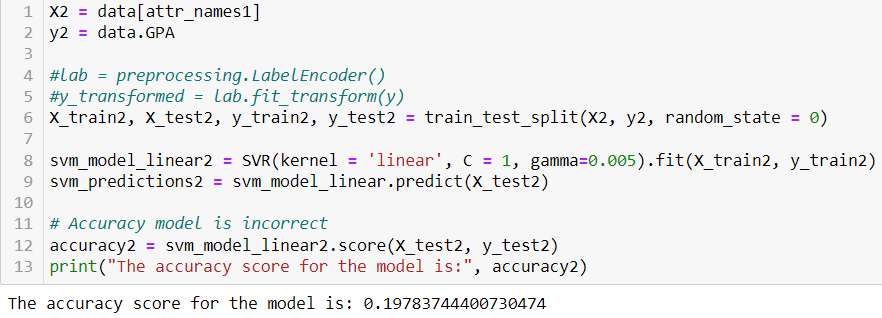 1 X2 = data[attr_names1]
2 y2 = data.GPA
3
4 #lab = preprocessing.LabelEncoder()
5 #y_transformed = lab.fit_transform(y)
6 X_train2, X_test2, y_train2, y_test2 = train_test_split(X2, y2, random_state = 0)
7
8 svm_model_linear2 = SVR(kernel = 'linear', C = 1, gamma=0.005).fit(X_train2, y_train2)
9 svm_predictions2 = svm_model_linear.predict(X_test2)
10
11 # Accuracy model is incorrect
12 accuracy2 = svm_model_linear2.score(X_test2, y_test2)
13 print("The accuracy score for the model is:", accuracy2)
The accuracy score for the model is: 0.19783744400730474